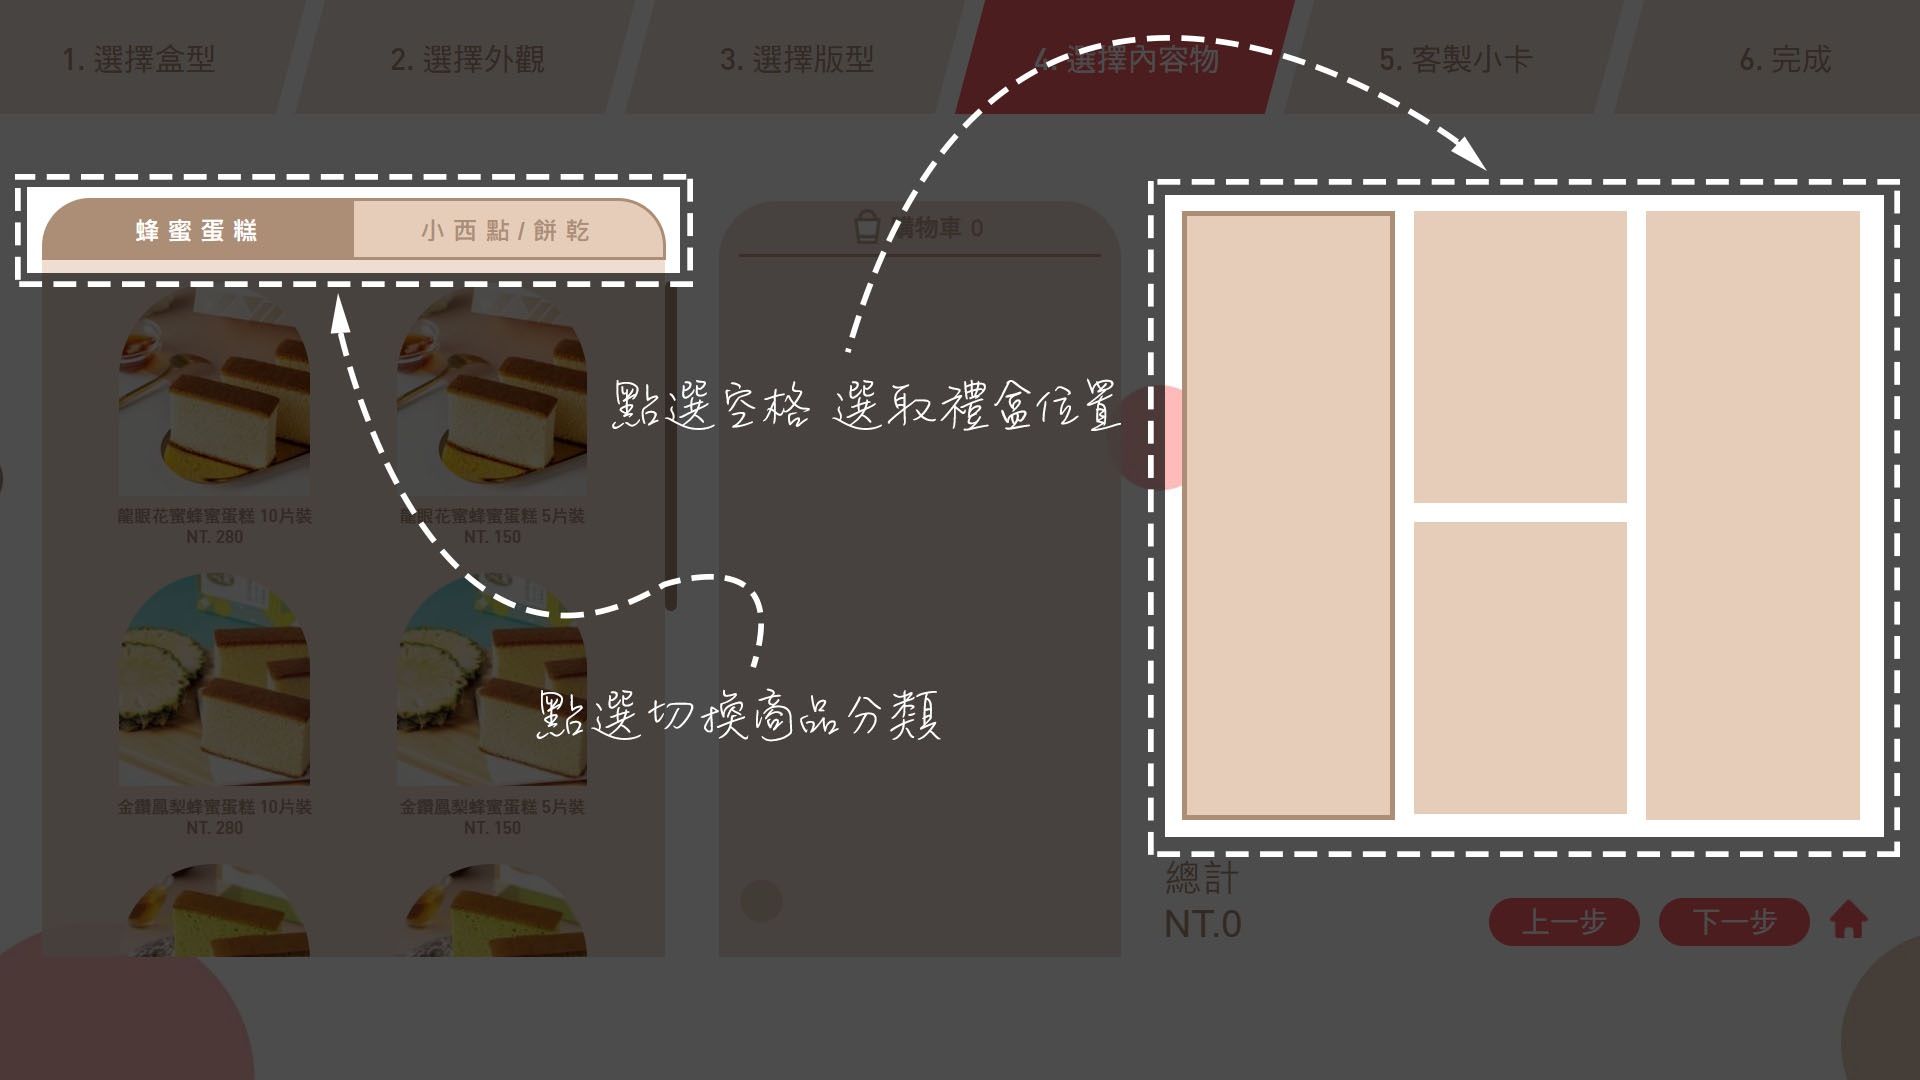 1. 選擇盒型
2. 選擇外觀
3. 選擇版型
4. 選擇內容物
5. 客製小卡
6. 完成
蜂蜜蛋糕
小西點/餅乾
購物車 0
點選空格 選取禮盒位置
龍眼花蜜蜂蜜蛋糕 10片裝
NT. 280
龍眼花蜜蜂蜜蛋糕 5片裝
NT. 150
點選切換商品分類
金鑽鳳梨蜂蜜蛋糕 10片裝
NT. 280
金鑽鳳梨蜂蜜蛋糕 5片裝
NT. 150
總計
NT.0
上一步
下一步